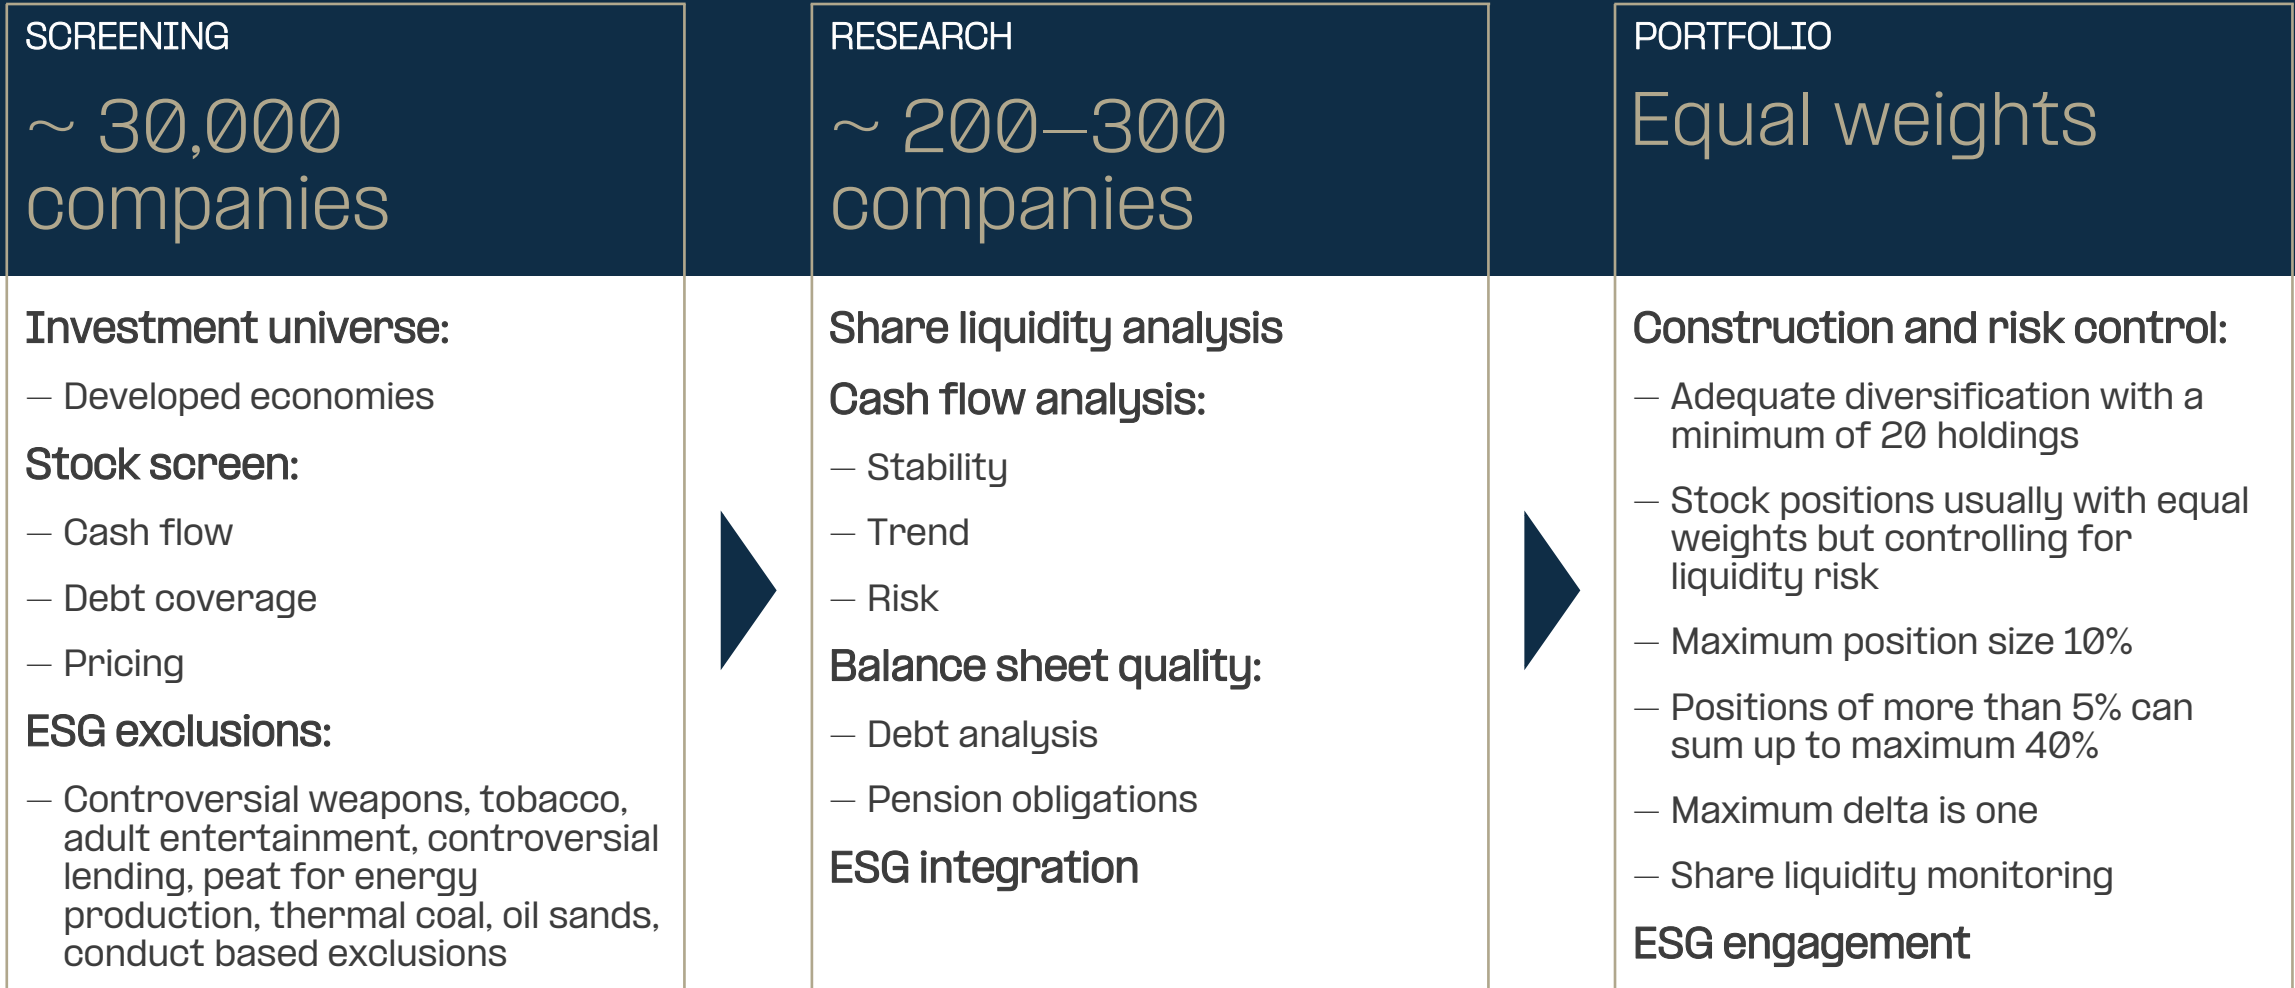 SCREENING
~ 30,000
companies
Investment universe:
– Developed economies
Stock screen:
– Cash flow
– Debt coverage
– Pricing
ESG exclusions:
– Controversial weapons, tobacco,
adult entertainment, controversial
lending, peat for energy
production, thermal coal, oil sands,
conduct based exclusions
RESEARCH
~ 200–300
companies
Share liquidity analysis
Cash flow analysis:
– Stability
– Trend
– Risk
Balance sheet quality:
– Debt analysis
– Pension obligations
ESG integration
PORTFOLIO
Equal weights
Construction and risk control:
– Adequate diversification with a
minimum of 20 holdings
– Stock positions usually with equal
weights but controlling for
liquidity risk
– Maximum position size 10%
– Positions of more than 5% can
sum up to maximum 40%
– Maximum delta is one
– Share liquidity monitoring
ESG engagement